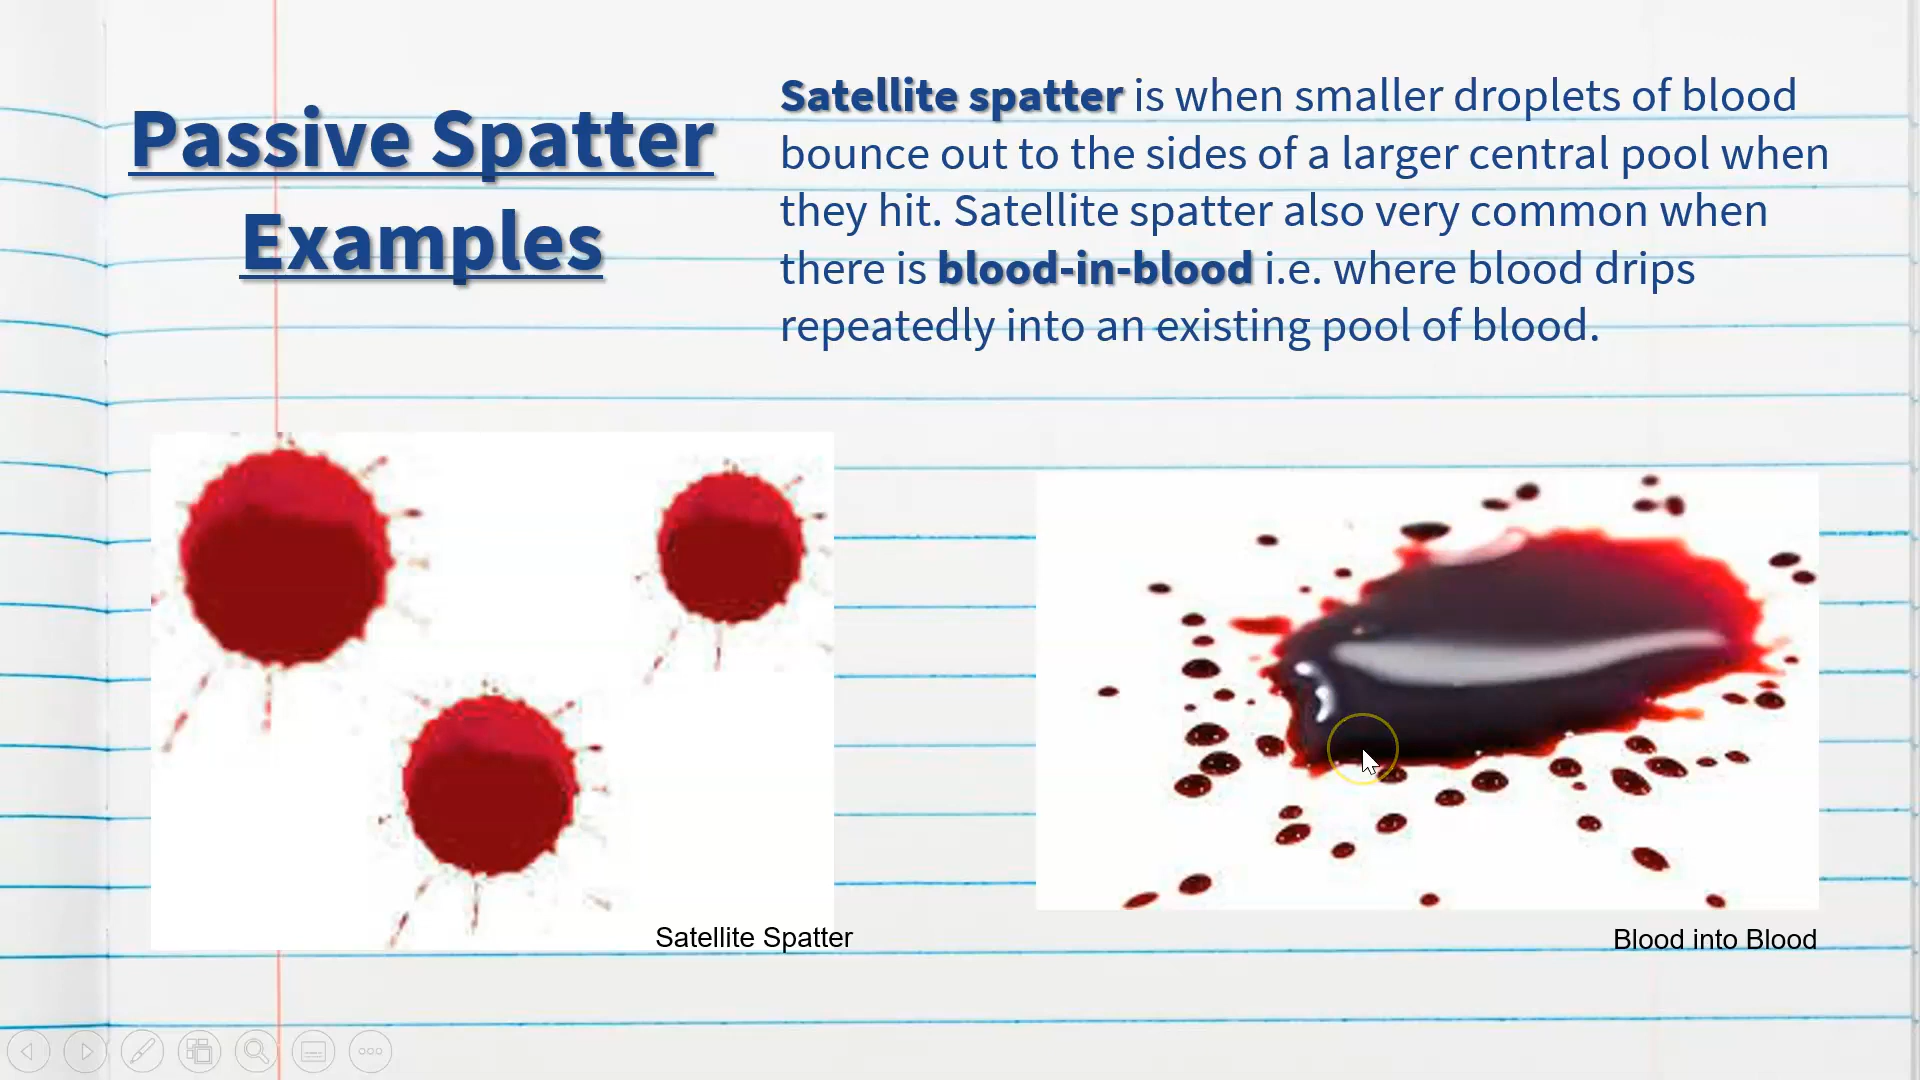 Passive Spatter
Examples
Satellite spatter is when smaller droplets of blood
bounce out to the sides of a larger central pool when
they hit. Satellite spatter also very common when
there is blood-in-blood i.e. where blood drips
repeatedly into an existing pool of blood.
Satellite Spatter
Blood into Blood